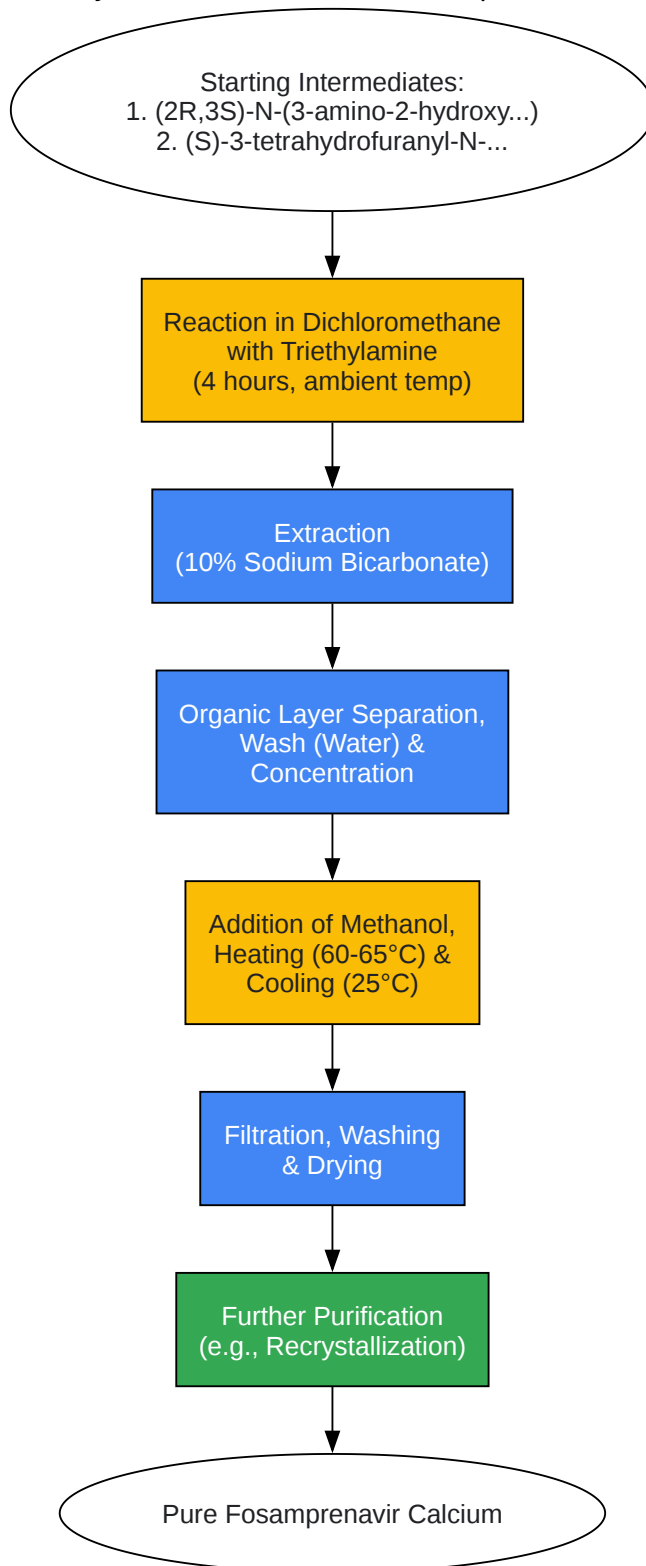 Starting Intermediates:
1. (2R,3S)-N-(3-amino-2-hydroxy...)
2. (S)-3-tetrahydrofuranyl-N-...
Reaction in Dichloromethane
with Triethylamine
(4 hours, ambient temp)
Extraction
(10% Sodium Bicarbonate)
Organic Layer Separation,
Wash (Water) &
Concentration
Addition of Methanol,
Heating (60-65°C) &
Cooling (25°C)
Filtration, Washing
& Drying
Further Purification
(e.g., Recrystallization)
Pure Fosamprenavir Calcium